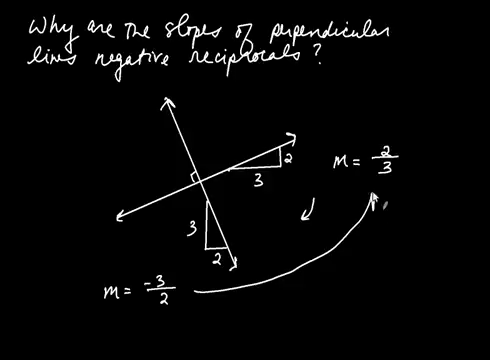 Why are the slopes of perpendicular
lines negative reciprocals?
2
3
m = 2/3
3
2
m = -3/2